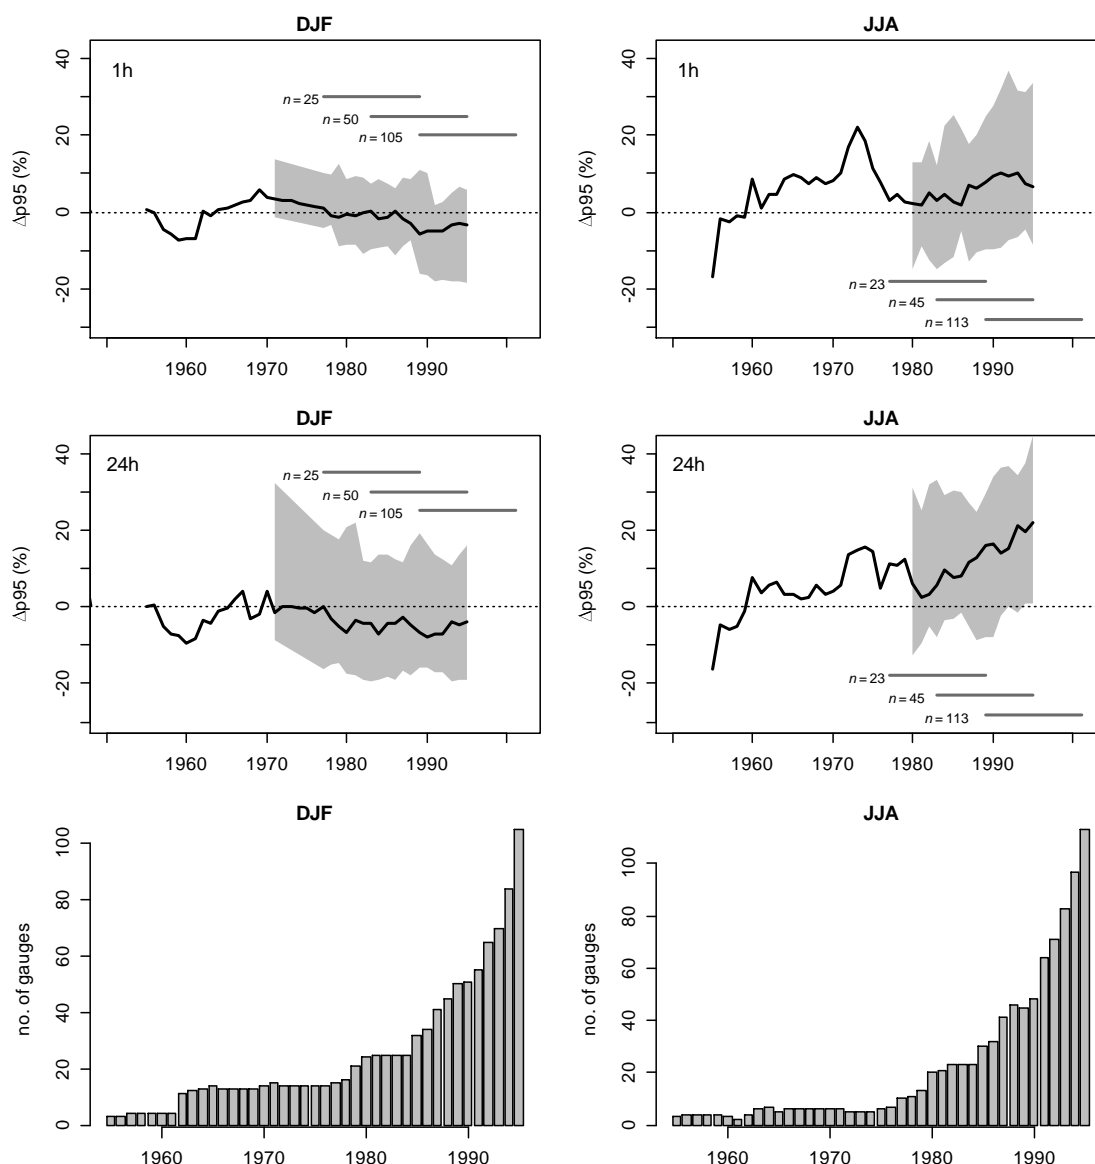 DJF
1h
Δp95 (%)
40
20
0
-20
n = 25
n = 50
n = 105
1960 1970 1980 1990
JJA
1h
Δp95 (%)
40
20
0
-20
n = 23
n = 45
n = 113
1960 1970 1980 1990
DJF
24h
Δp95 (%)
40
20
0
-20
n = 25
n = 50
n = 105
1960 1970 1980 1990
JJA
24h
Δp95 (%)
40
20
0
-20
n = 23
n = 45
n = 113
1960 1970 1980 1990
DJF
no. of gauges
100
80
60
40
20
0
1960 1970 1980 1990
JJA
no. of gauges
100
80
60
40
20
0
1960 1970 1980 1990